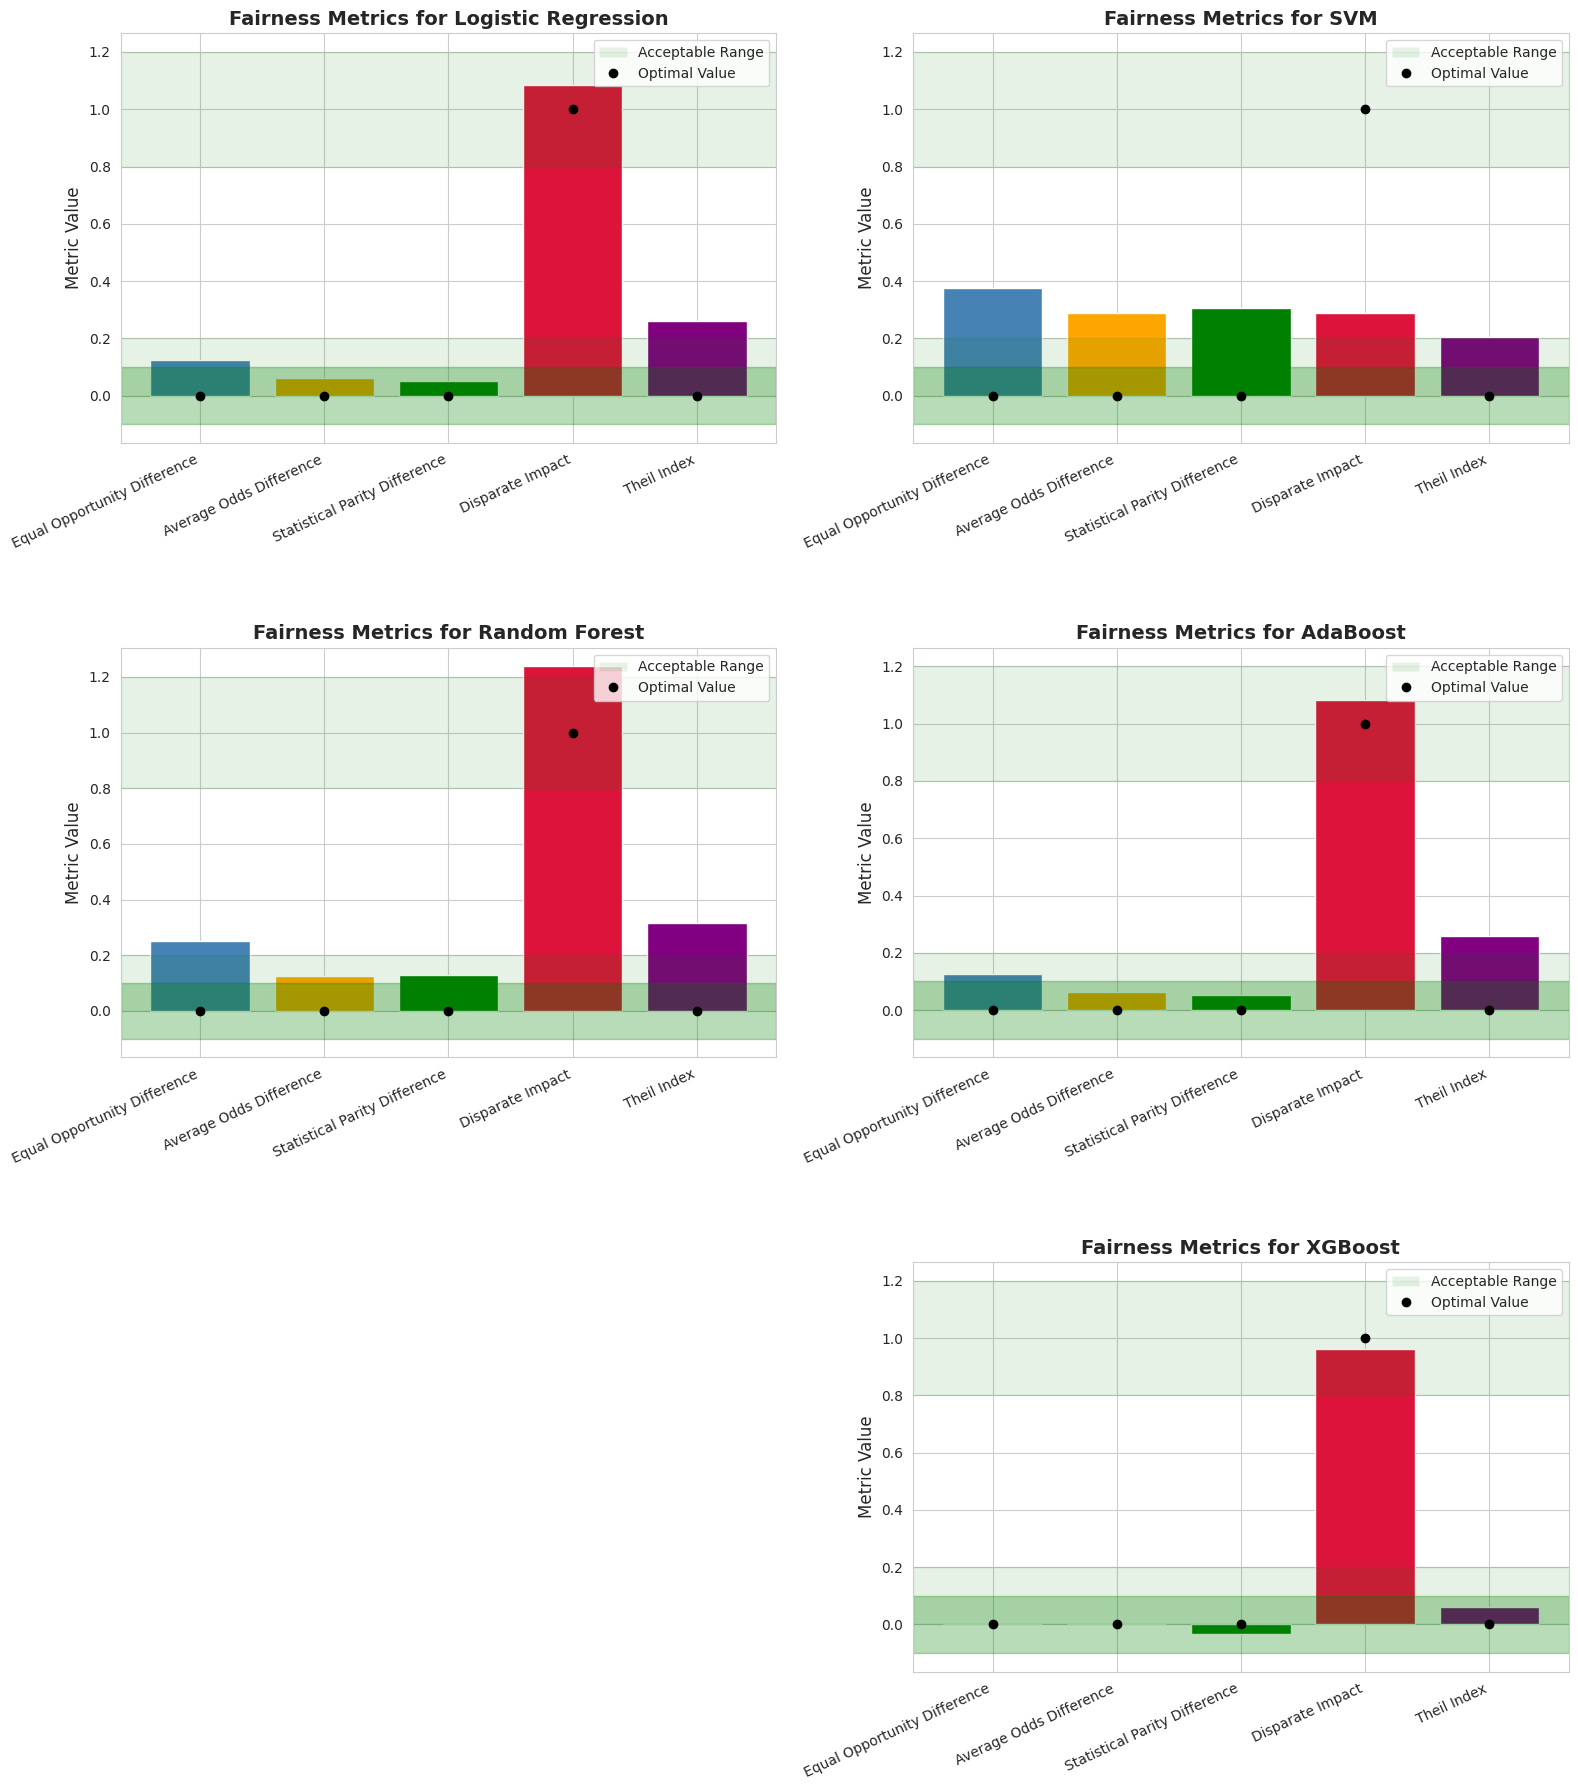 Fairness Metrics for Logistic Regression
Metric Value
1.2
1.0
0.8
0.6
0.4
0.2
0.0
Acceptable Range
Optimal Value
Equal Opportunity Difference
Average Odds Difference
Statistical Parity Difference
Disparate Impact
Theil Index
Fairness Metrics for SVM
Metric Value
1.2
1.0
0.8
0.6
0.4
0.2
0.0
Acceptable Range
Optimal Value
Equal Opportunity Difference
Average Odds Difference
Statistical Parity Difference
Disparate Impact
Theil Index
Fairness Metrics for Random Forest
Metric Value
1.2
1.0
0.8
0.6
0.4
0.2
0.0
Acceptable Range
Optimal Value
Equal Opportunity Difference
Average Odds Difference
Statistical Parity Difference
Disparate Impact
Theil Index
Fairness Metrics for AdaBoost
Metric Value
1.2
1.0
0.8
0.6
0.4
0.2
0.0
Acceptable Range
Optimal Value
Equal Opportunity Difference
Average Odds Difference
Statistical Parity Difference
Disparate Impact
Theil Index
Fairness Metrics for XGBoost
Metric Value
1.2
1.0
0.8
0.6
0.4
0.2
0.0
Acceptable Range
Optimal Value
Equal Opportunity Difference
Average Odds Difference
Statistical Parity Difference
Disparate Impact
Theil Index